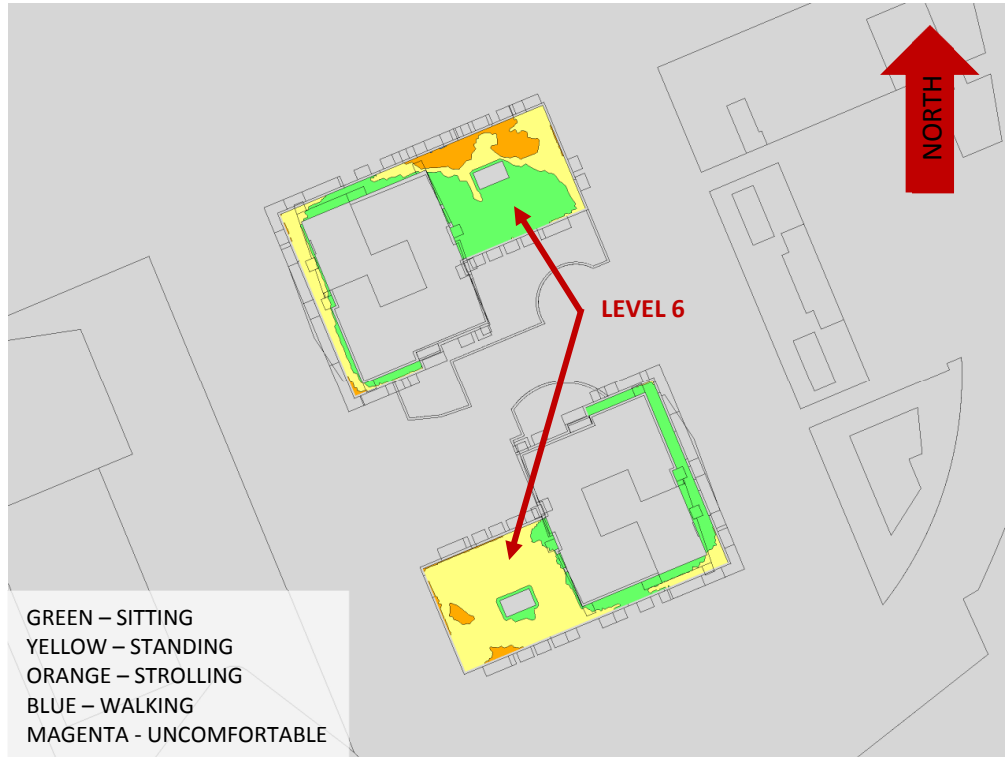 NORTH
LEVEL 6
GREEN – SITTING
YELLOW – STANDING
ORANGE – STROLLING
BLUE – WALKING
MAGENTA - UNCOMFORTABLE